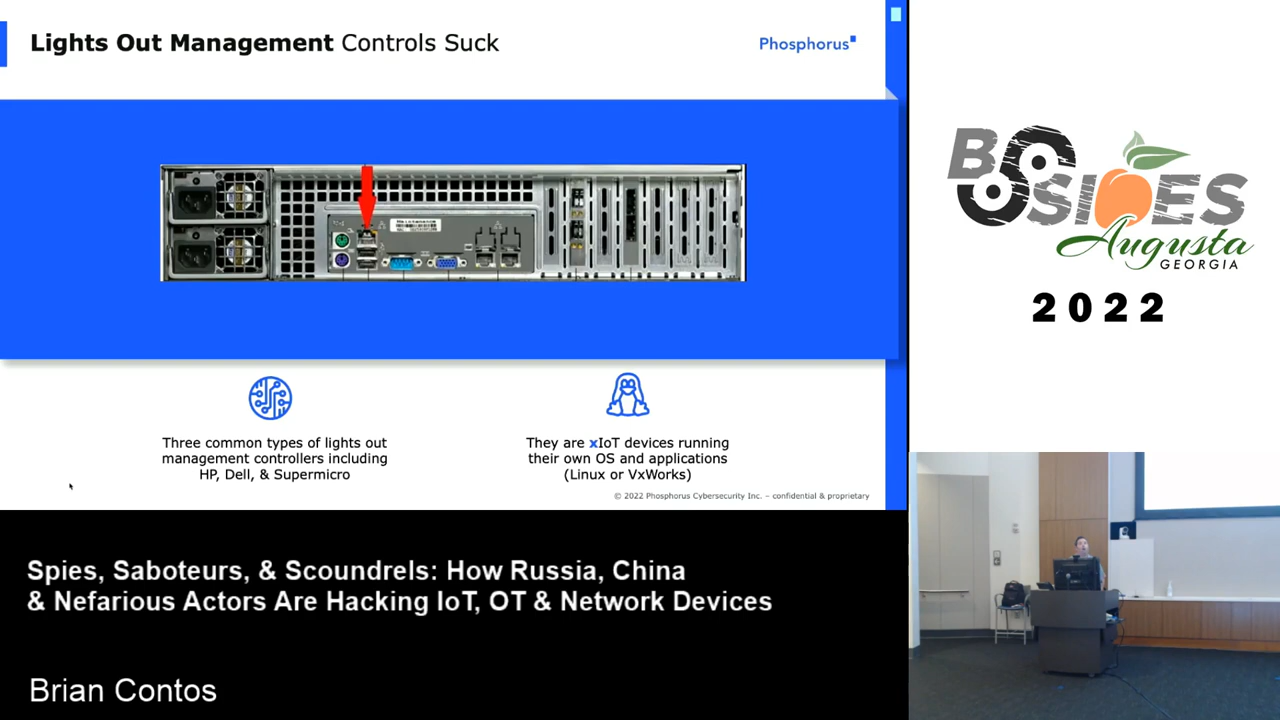 Lights Out Management Controls Suck
Phosphorus
Three common types of lights out
management controllers including
HP, Dell, & Supermicro
They are xIoT devices running
their own OS and applications
(Linux or VxWorks)
© 2022 Phosphorus Cybersecurity Inc. – confidential & proprietary
BSIDES
Augusta
GEORGIA
2022
Spies, Saboteurs, & Scoundrels: How Russia, China
& Nefarious Actors Are Hacking IoT, OT & Network Devices
Brian Contos